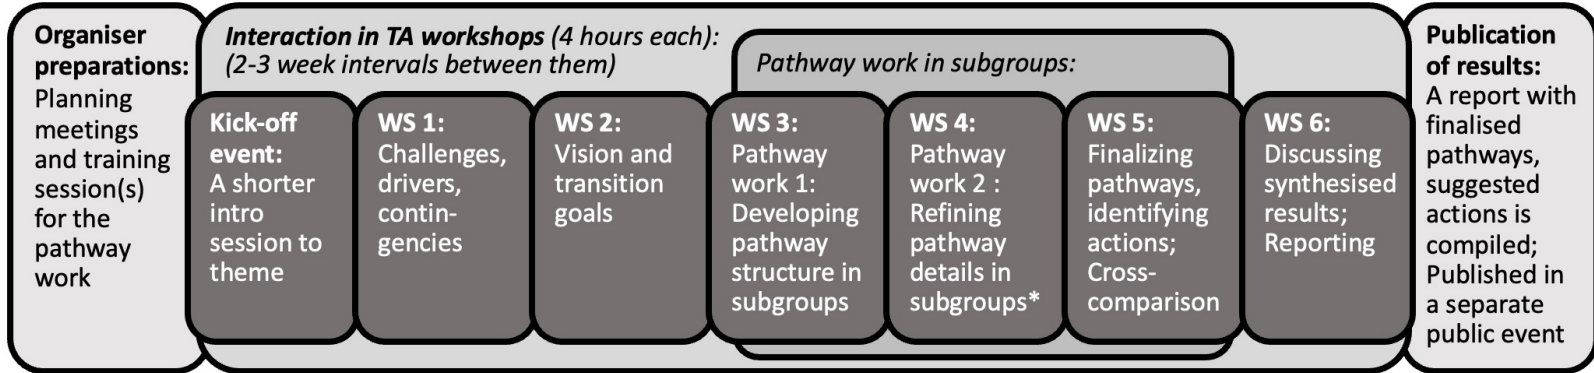 Organiser
preparations:
Planning
meetings
and training
session(s)
for the
pathway
work
Interaction in TA workshops (4 hours each):
(2-3 week intervals between them)
Pathway work in subgroups:
Kick-off
event:
A shorter
intro
session to
theme
WS 1:
Challenges,
drivers,
contin-
gencies
WS 2:
Vision and
transition
goals
WS 3:
Pathway
work 1:
Developing
pathway
structure in
subgroups
WS 4:
Pathway
work 2 :
Refining
pathway
details in
subgroups*
WS 5:
Finalizing
pathways,
identifying
actions;
Cross-
comparison
WS 6:
Discussing
synthesised
results;
Reporting
Publication
of results:
A report with
finalised
pathways,
suggested
actions is
compiled;
Published in
a separate
public event